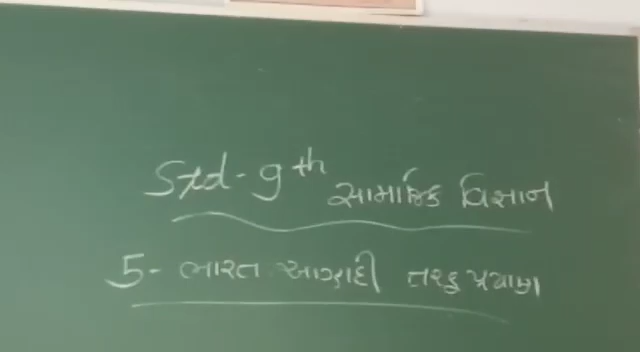 Std-9th સામાજિક વિજ્ઞાન
5- ભારત આઝાદી તરફ પ્રયાણ